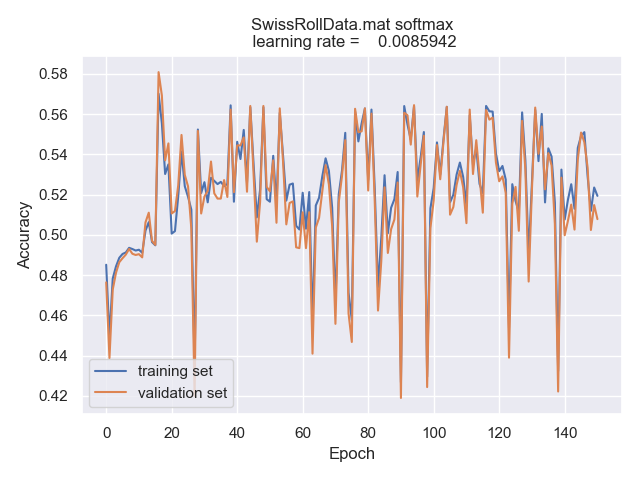 SwissRollData.mat softmax
learning rate = 0.0085942
Accuracy
0.58
0.56
0.54
0.52
0.50
0.48
0.46
0.44
0.42
training set
validation set
0 20 40 60 80 100 120 140
Epoch